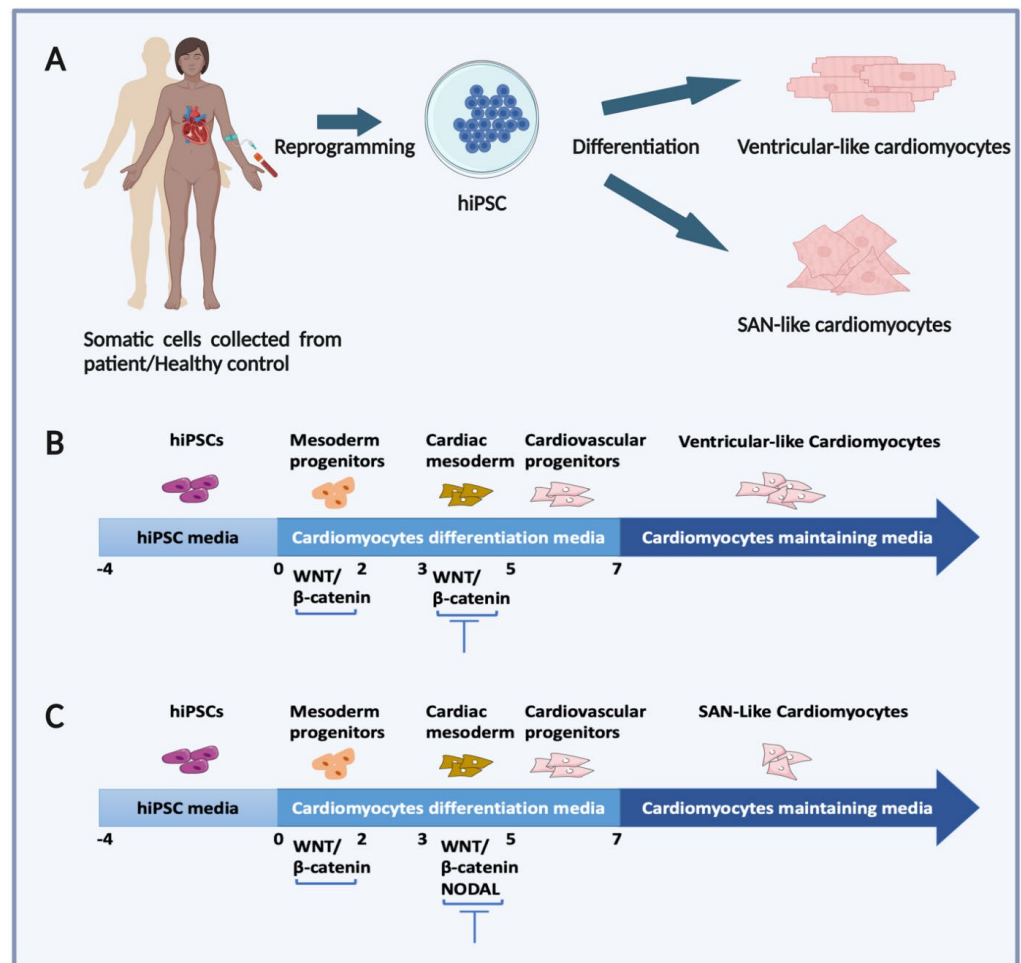 A
Reprogramming
hiPSC
Differentiation
Ventricular-like cardiomyocytes
SAN-like cardiomyocytes
Somatic cells collected from
patient/Healthy control
B
hiPSCs
Mesoderm
progenitors
Cardiac
mesoderm
Cardiovascular
progenitors
Ventricular-like Cardiomyocytes
hiPSC media
Cardiomyocytes differentiation media
Cardiomyocytes maintaining media
-4
0
2
3
5
7
WNT/
β-catenin
WNT/
β-catenin
C
hiPSCs
Mesoderm
progenitors
Cardiac
mesoderm
Cardiovascular
progenitors
SAN-Like Cardiomyocytes
hiPSC media
Cardiomyocytes differentiation media
Cardiomyocytes maintaining media
-4
0
2
3
5
7
WNT/
β-catenin
WNT/
β-catenin
NODAL